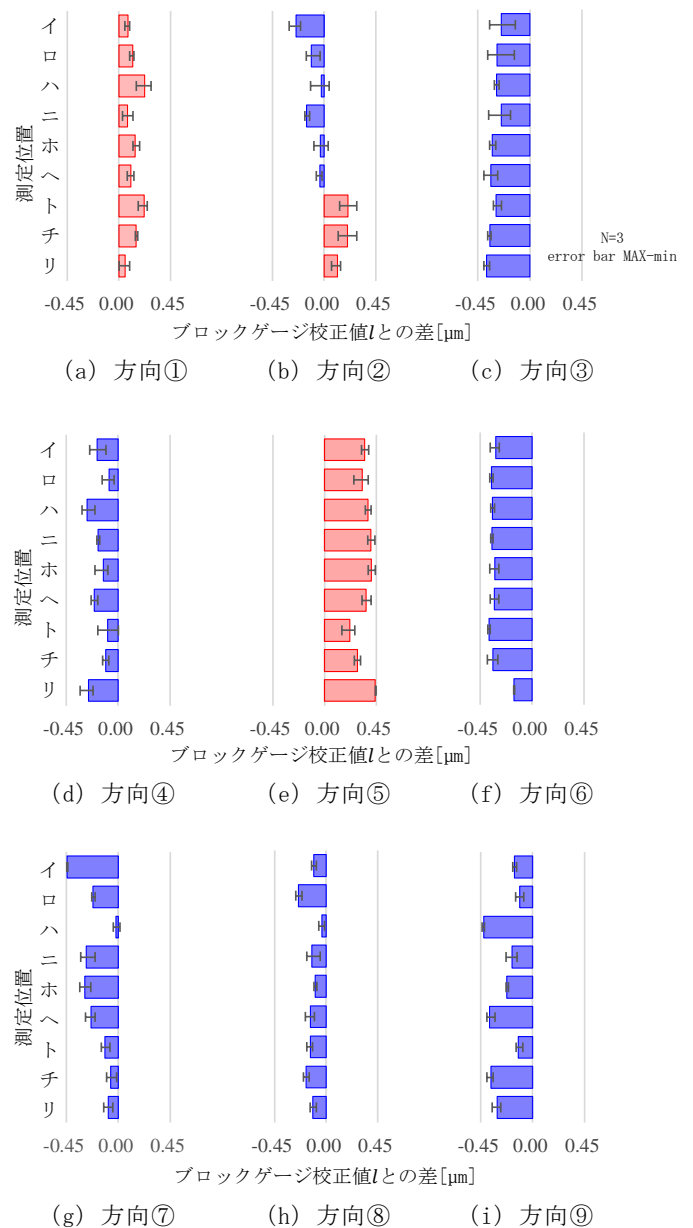 測定位置
イ
ロ
ハ
ニ
ホ
ヘ
ト
チ
リ
N=3
error bar MAX-min
-0.45 0.00 0.45 -0.45 0.00 0.45 -0.45 0.00 0.45
ブロックゲージ校正値lとの差[μm]
(a) 方向① (b) 方向② (c) 方向③
測定位置
イ
ロ
ハ
ニ
ホ
ヘ
ト
チ
リ
-0.45 0.00 0.45 -0.45 0.00 0.45 -0.45 0.00 0.45
ブロックゲージ校正値lとの差[μm]
(d) 方向④ (e) 方向⑤ (f) 方向⑥
測定位置
イ
ロ
ハ
ニ
ホ
ヘ
ト
チ
リ
-0.45 0.00 0.45 -0.45 0.00 0.45 -0.45 0.00 0.45
ブロックゲージ校正値lとの差[μm]
(g) 方向⑦ (h) 方向⑧ (i) 方向⑨